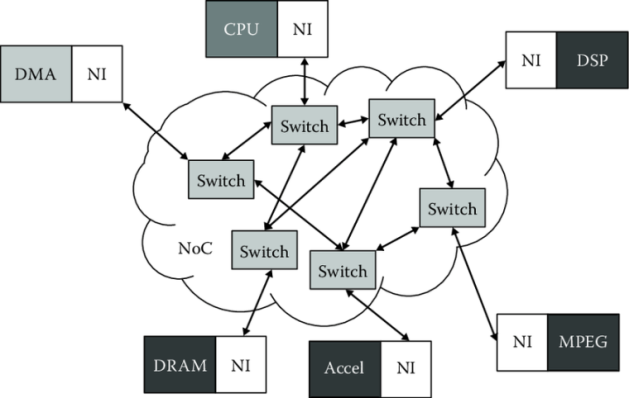 CPU NI
DMA NI
NI DSP
Switch
Switch
Switch
Switch
NoC
Switch
Switch
NI MPEG
DRAM NI
Accel NI